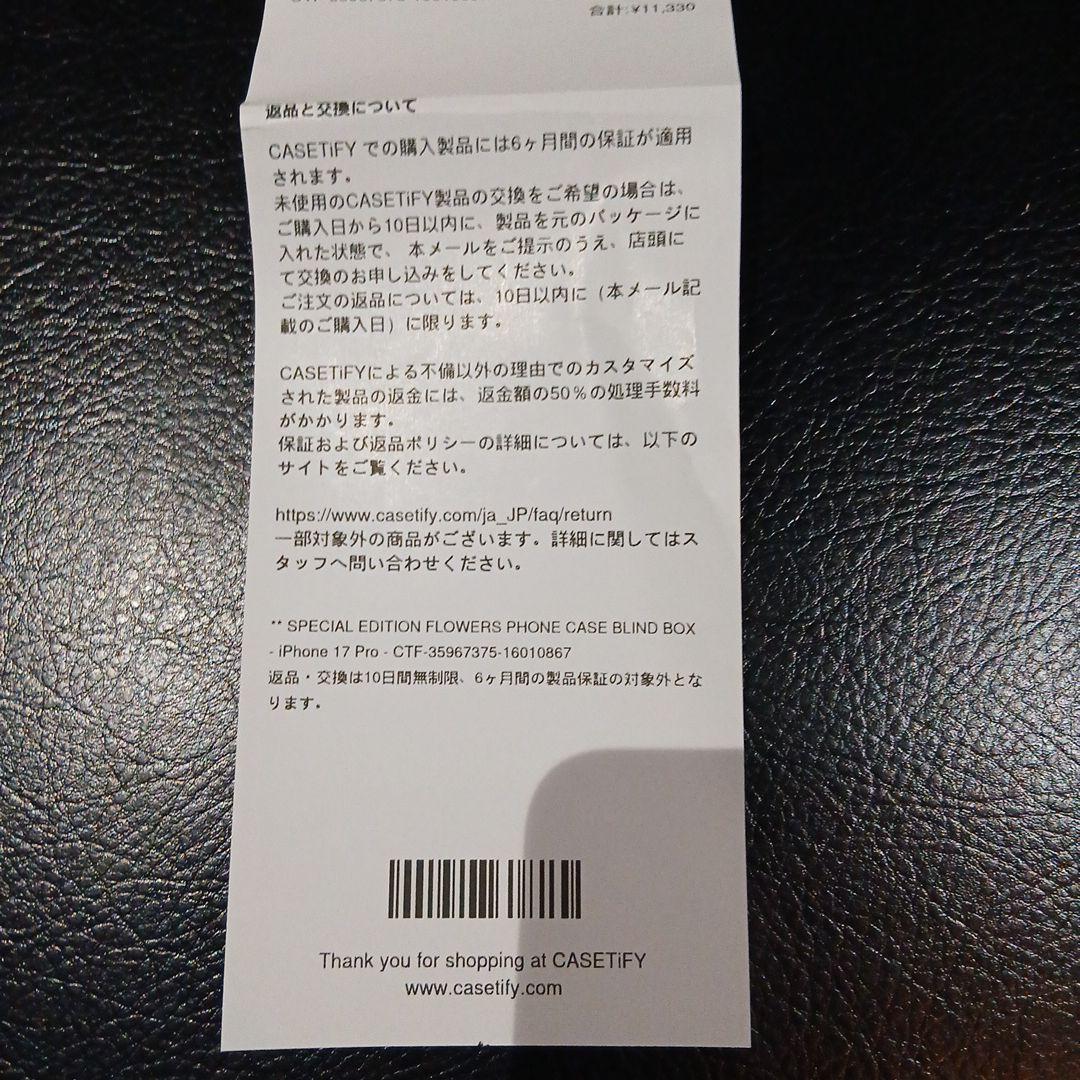 合計:¥11,330
返品と交換について
CASETiFY での購入製品には6ヶ月間の保証が適用
されます。
未使用のCASETiFY製品の交換をご希望の場合は、
ご購入日から10日以内に、製品を元のパッケージに
入れた状態で、 本メールをご提示のうえ、店頭に
て交換のお申し込みをしてください。
ご注文の返品については、10日以内に（本メール記
載のご購入日）に限ります。
CASETiFYによる不備以外の理由でのカスタマイズ
された製品の返金には、返金額の50％の処理手数料
がかかります。
保証および返品ポリシーの詳細については、以下の
サイトをご覧ください。
https://www.casetify.com/ja_JP/faq/return
一部対象外の商品がございます。詳細に関してはス
タッフへ問い合わせください。
** SPECIAL EDITION FLOWERS PHONE CASE BLIND BOX
- iPhone 17 Pro - CTF-35967375-16010867
返品・交換は10日間無制限、6ヶ月間の製品保証の対象外とな
ります。
Thank you for shopping at CASETiFY
www.casetify.com